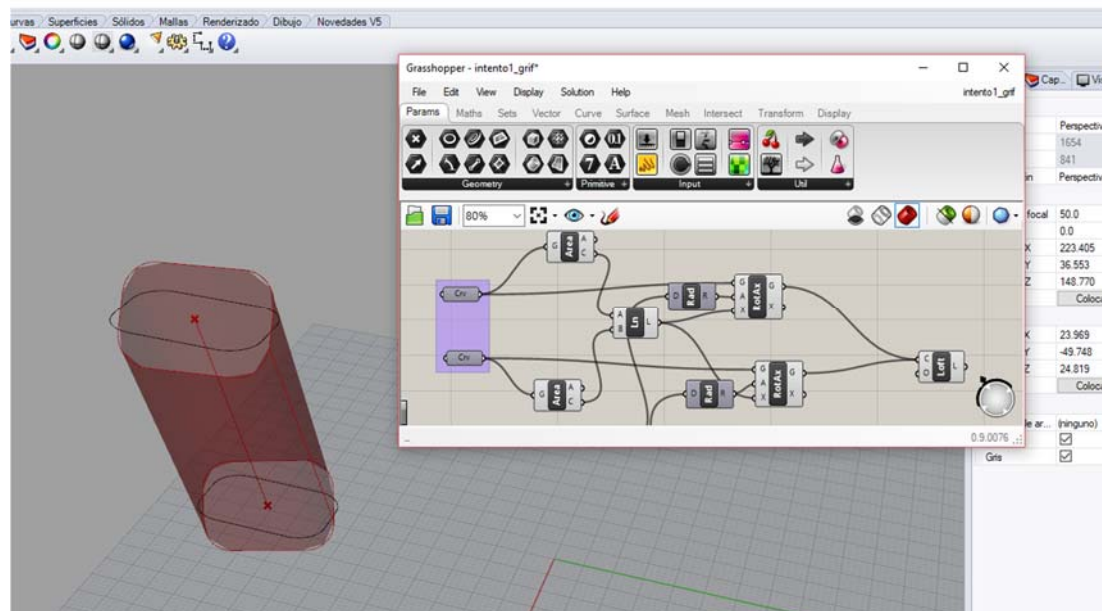 Superficies Sólidos Mallas Renderizado Dibujo Novedades V5
Grasshopper - intento1_grif*
File Edit View Display Solution Help intento1_grif
Params Maths Sets Vector Curve Surface Mesh Intersect Transform Display
Geometry Primitive Input Util
80%
G Area A C
Crv
A B Ln L
D Rad R
G A X RotAx G X
Crv
G Area A C
D Rad R
G A X RotAx G X
C O Loft L
0.9.0076
Perspectiv
1654
841
Perspectiv
focal 50.0
0.0
X 223.405
Y 36.553
Z 148.770
Coloca
X 23.969
Y -49.748
Z 24.819
Coloca
(ninguno)
Gris